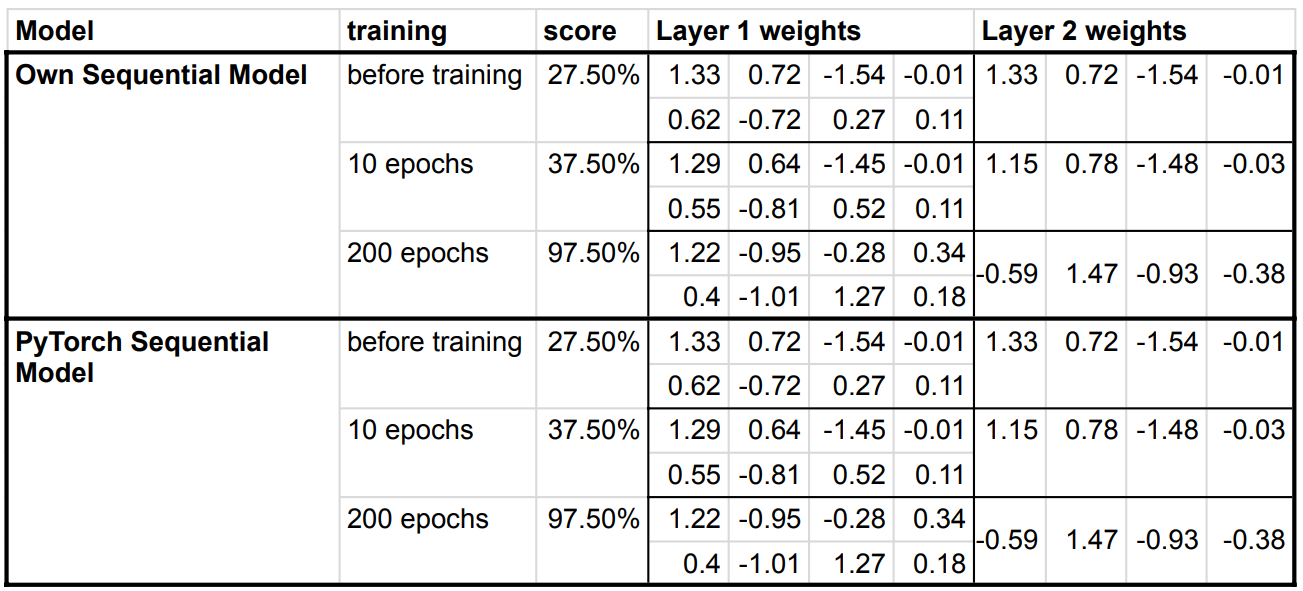 Model training score Layer 1 weights Layer 2 weights
Own Sequential Model before training 27.50% 1.33 0.72 -1.54 -0.01 1.33 0.72 -1.54 -0.01
0.62 -0.72 0.27 0.11
10 epochs 37.50% 1.29 0.64 -1.45 -0.01 1.15 0.78 -1.48 -0.03
0.55 -0.81 0.52 0.11
200 epochs 97.50% 1.22 -0.95 -0.28 0.34
-0.59 1.47 -0.93 -0.38
0.4 -1.01 1.27 0.18
PyTorch Sequential before training 27.50% 1.33 0.72 -1.54 -0.01 1.33 0.72 -1.54 -0.01
Model
0.62 -0.72 0.27 0.11
10 epochs 37.50% 1.29 0.64 -1.45 -0.01 1.15 0.78 -1.48 -0.03
0.55 -0.81 0.52 0.11
200 epochs 97.50% 1.22 -0.95 -0.28 0.34
-0.59 1.47 -0.93 -0.38
0.4 -1.01 1.27 0.18